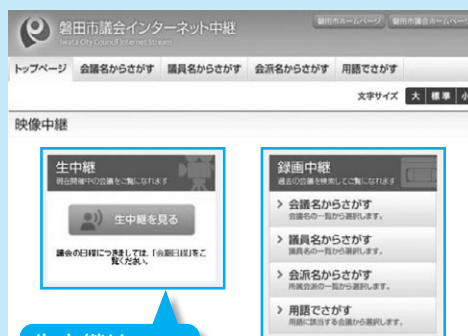 磐田市議会インターネット中継
Iwata City Council Internet Stream
磐田市ホームページ 磐田市議会ホームページ
トップページ 会議名からさがす 議員名からさがす 会派名からさがす 用語でさがす
文字サイズ 大 標準 小
映像中継
生中継
現在開催中の会議をご覧になれます
生中継を見る
議会の日程につきましては、「会期日程」をご
覧ください。
録画中継
過去の会議を検索してご覧になれます
会議名からさがす
会議名の一覧から選択します。
議員名からさがす
議員名の一覧から選択します。
会派名からさがす
所属会派の一覧から選択します。
用語でさがす
用語に該当する会議から選択します。